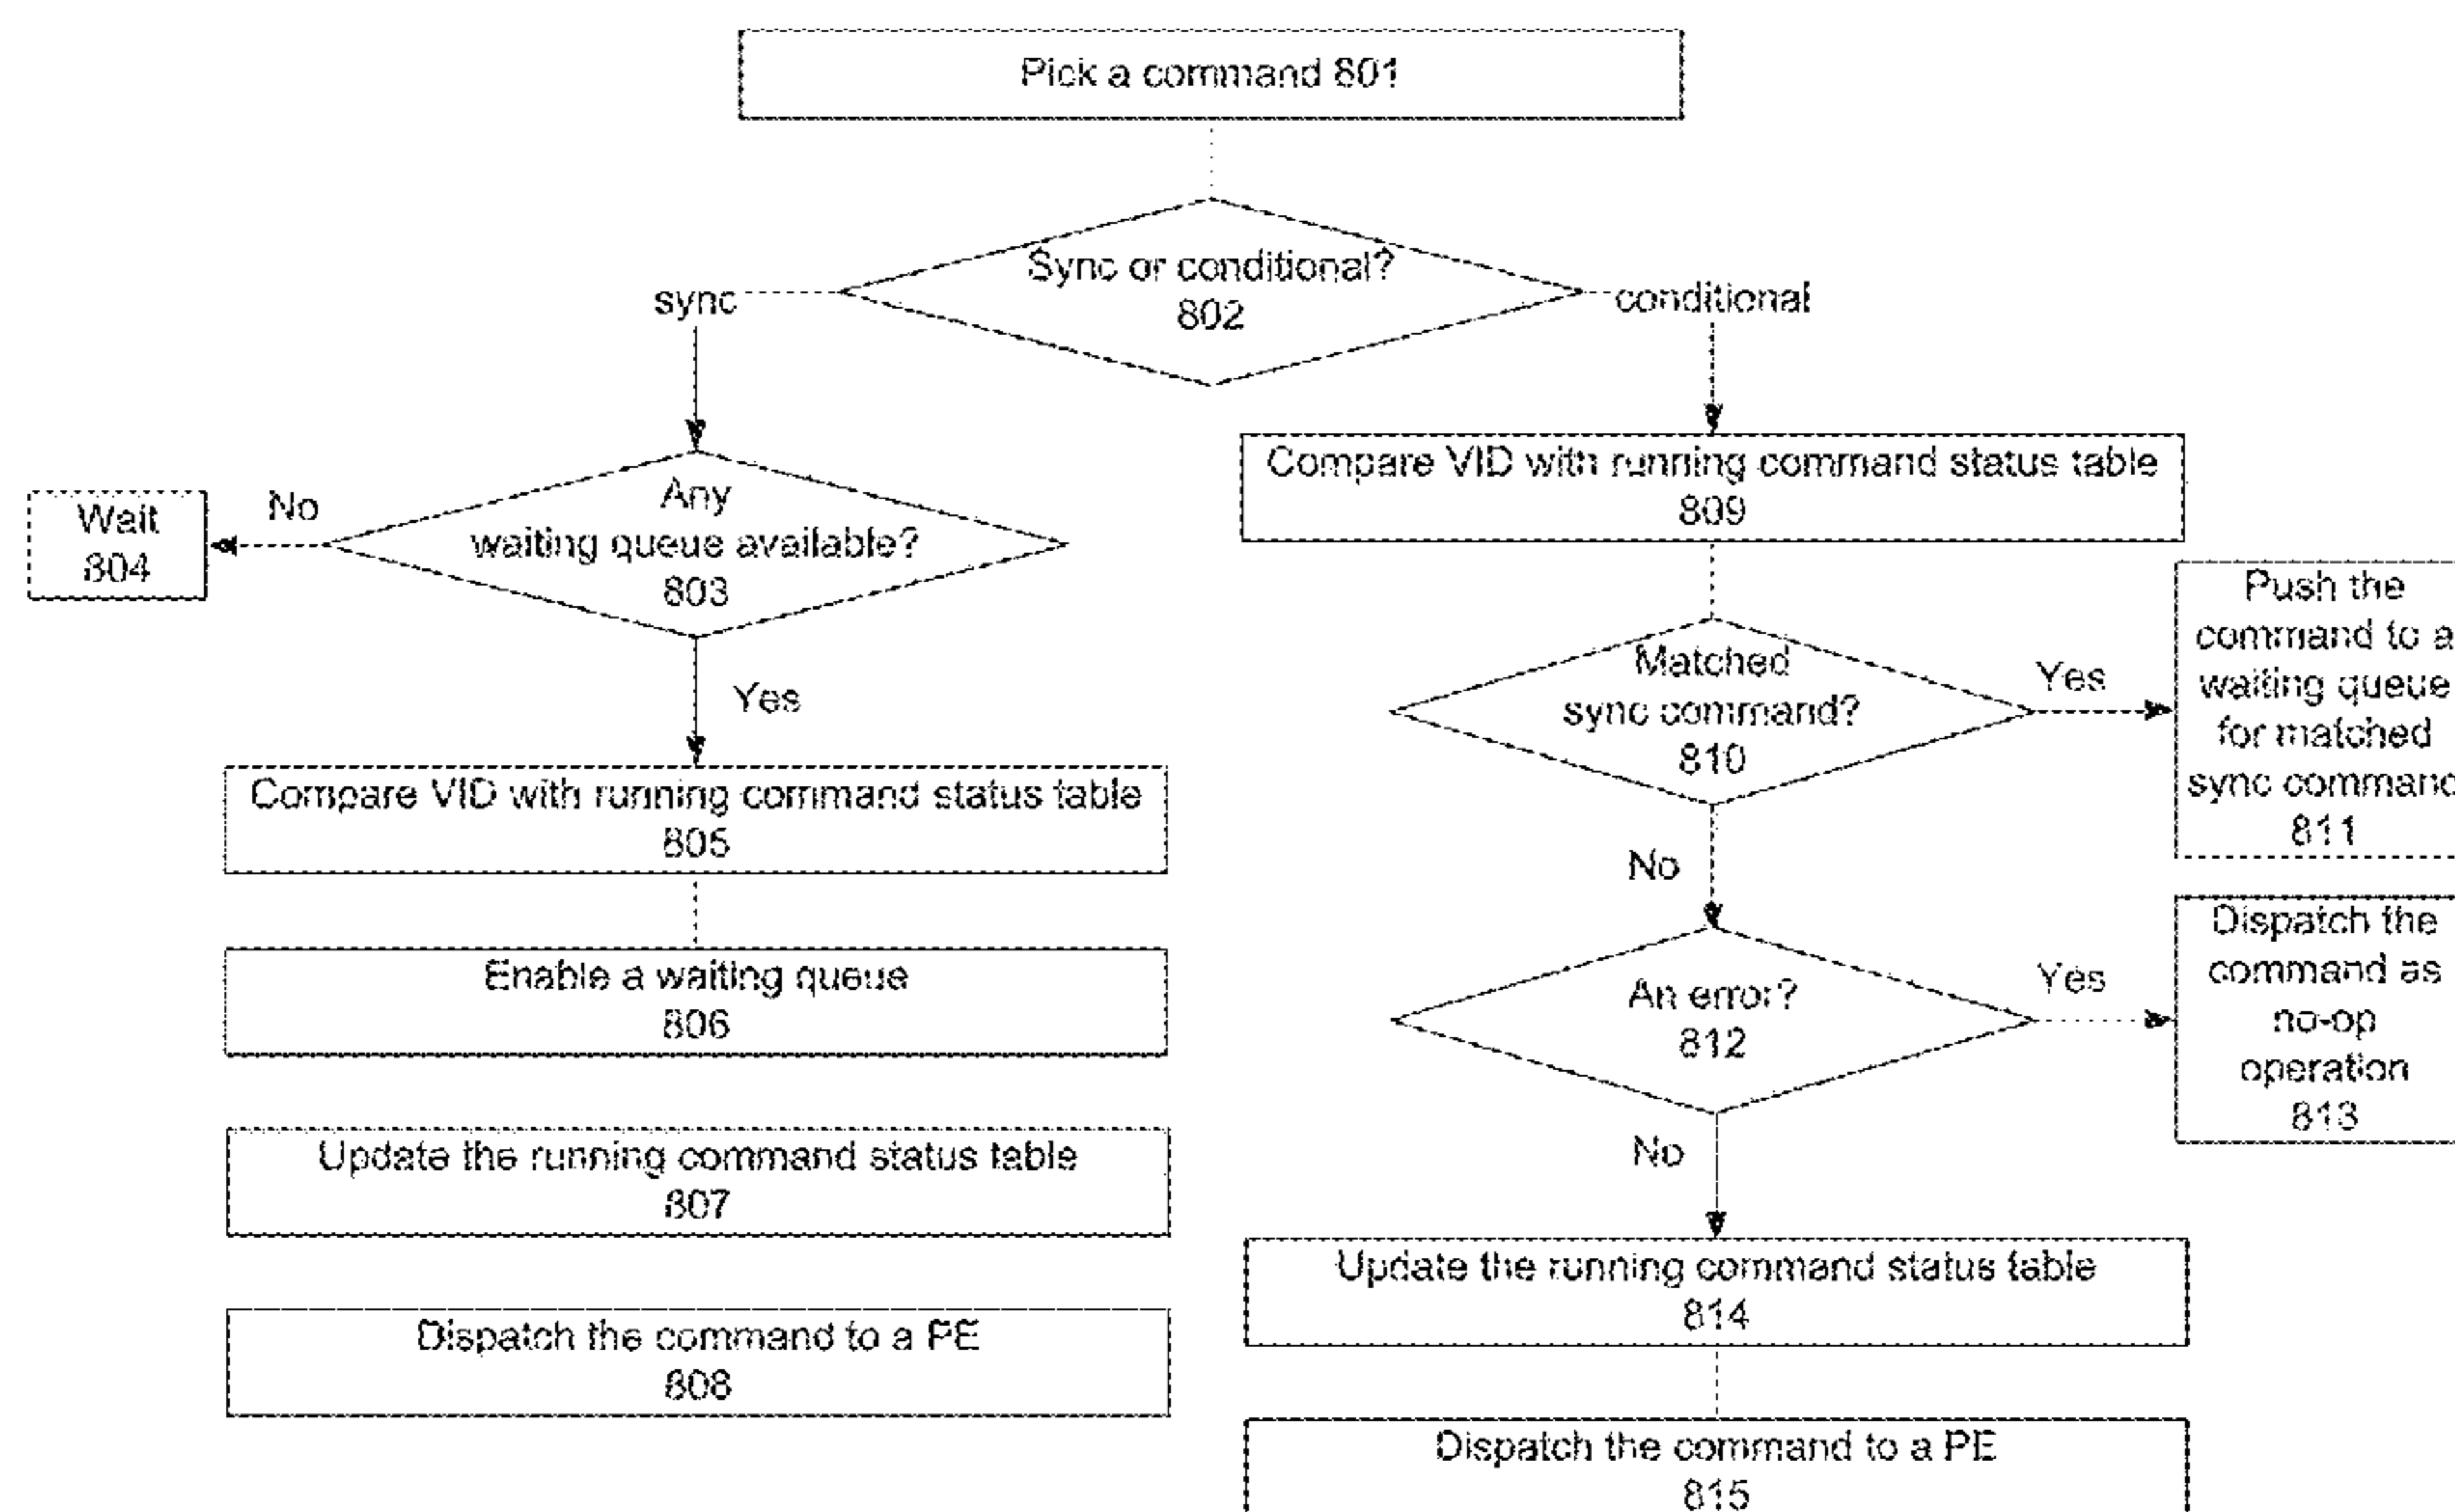 Pick a command 801
Sync or conditional?
802
sync
conditional
Any
waiting queue available?
803
No
Wait
804
Yes
Compare VID with running command status table
805
Enable a waiting queue
806
Update the running command status table
807
Dispatch the command to a PE
808
Compare VID with running command status table
809
Matched
sync command?
810
Yes
Push the
command to a
waiting queue
for matched
sync command
811
No
An error?
812
Yes
Dispatch the
command as
no-op
operation
813
No
Update the running command status table
814
Dispatch the command to a PE
815